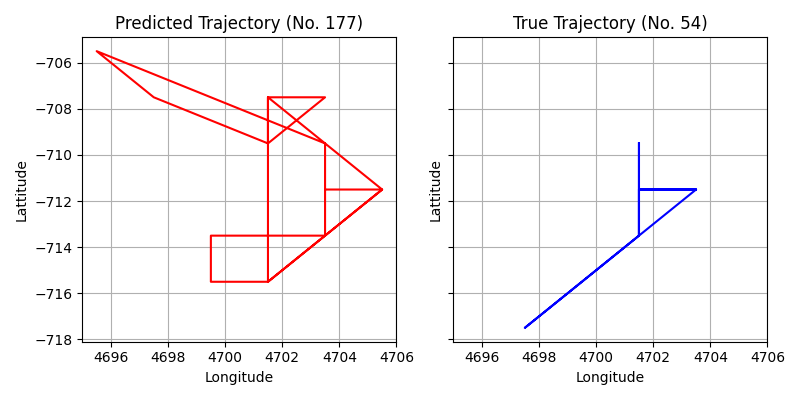 Predicted Trajectory (No. 177)
True Trajectory (No. 54)
Lattitude
−706
−708
−710
−712
−714
−716
−718
4696 4698 4700 4702 4704 4706
Longitude
Lattitude
4696 4698 4700 4702 4704 4706
Longitude